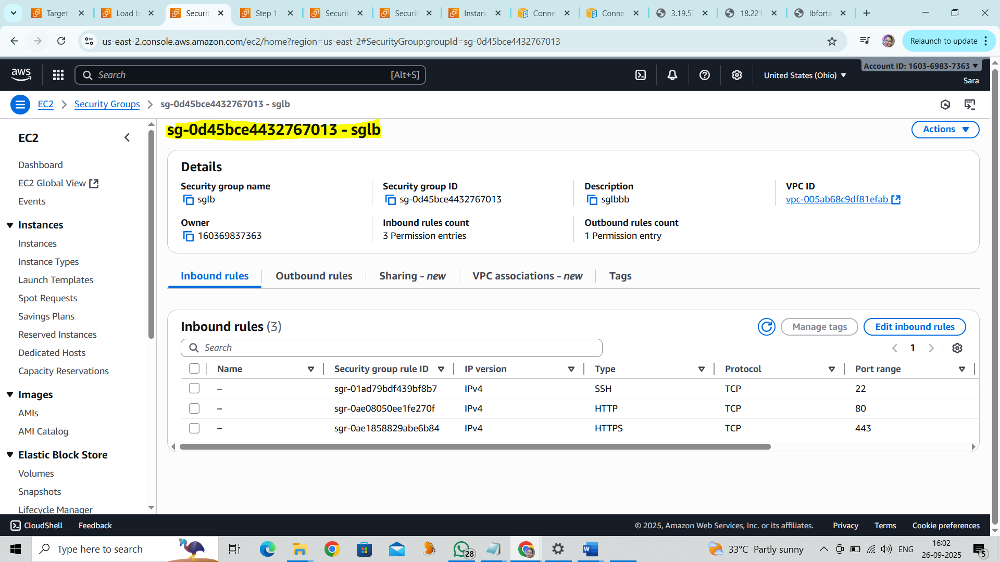 Target
Load b
Securit
Step 1
Securit
Securit
Instanc
Conne
Conne
3.19.53
18.221
lbforta
us-east-2.console.aws.amazon.com/ec2/home?region=us-east-2#SecurityGroup:groupId=sg-0d45bce4432767013
Relaunch to update
aws
Search
[Alt+S]
United States (Ohio)
Account ID: 1603-6983-7363
Sara
EC2
Security Groups
sg-0d45bce4432767013 - sglb
EC2
Dashboard
EC2 Global View
Events
Instances
Instances
Instance Types
Launch Templates
Spot Requests
Savings Plans
Reserved Instances
Dedicated Hosts
Capacity Reservations
Images
AMIs
AMI Catalog
Elastic Block Store
Volumes
Snapshots
Lifecycle Manager
sg-0d45bce4432767013 - sglb
Actions
Details
Security group name
sglb
Security group ID
sg-0d45bce4432767013
Description
sglbbb
VPC ID
vpc-005ab68c9df81efab
Owner
160369837363
Inbound rules count
3 Permission entries
Outbound rules count
1 Permission entry
Inbound rules
Outbound rules
Sharing - new
VPC associations - new
Tags
Inbound rules (3)
Manage tags
Edit inbound rules
Search
1
Name Security group rule ID IP version Type Protocol Port range
– sgr-01ad79bdf439bf8b7 IPv4 SSH TCP 22
– sgr-0ae08050ee1fe270f IPv4 HTTP TCP 80
– sgr-0ae1858829abe6b84 IPv4 HTTPS TCP 443
CloudShell
Feedback
© 2025, Amazon Web Services, Inc. or its affiliates.
Privacy
Terms
Cookie preferences
Type here to search
28
33°C Partly sunny
ENG
16:02
26-09-2025
5